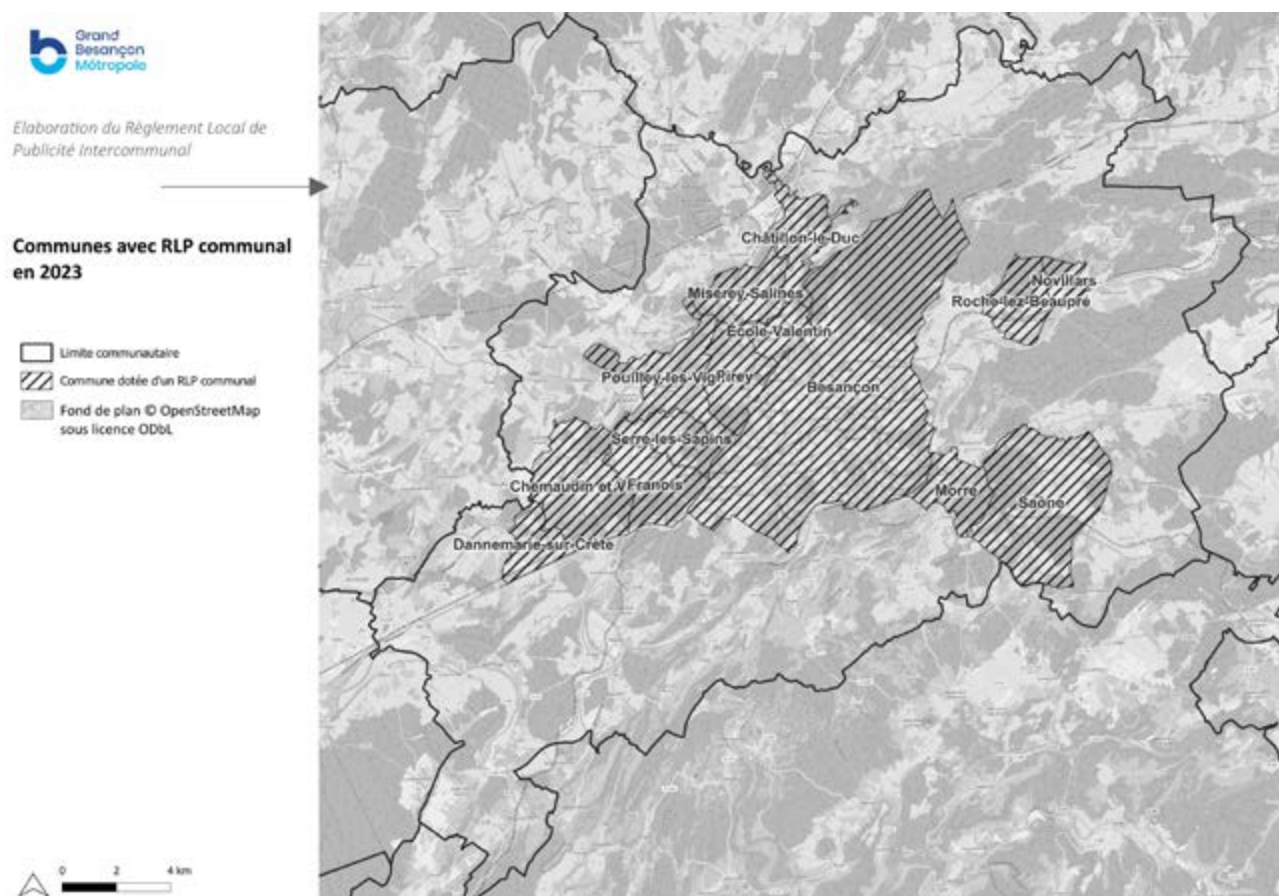 Grand
Besançon
Métropole
Elaboration du Règlement Local de
Publicité Intercommunal
Communes avec RLP communal
en 2023
Limite communautaire
Commune dotée d'un RLP communal
Fond de plan © OpenStreetMap
sous licence ODbL
0 2 4 km
Châtillon-le-Duc
Novillars
Miserey-Salines
Roche-lez-Beaupré
École-Valentin
Pouilley-les-Vig
Pirey
Besançon
Serre-les-Sapins
Chemaudin et V
Franois
Morre
Saône
Dannemarie-sur-Crète